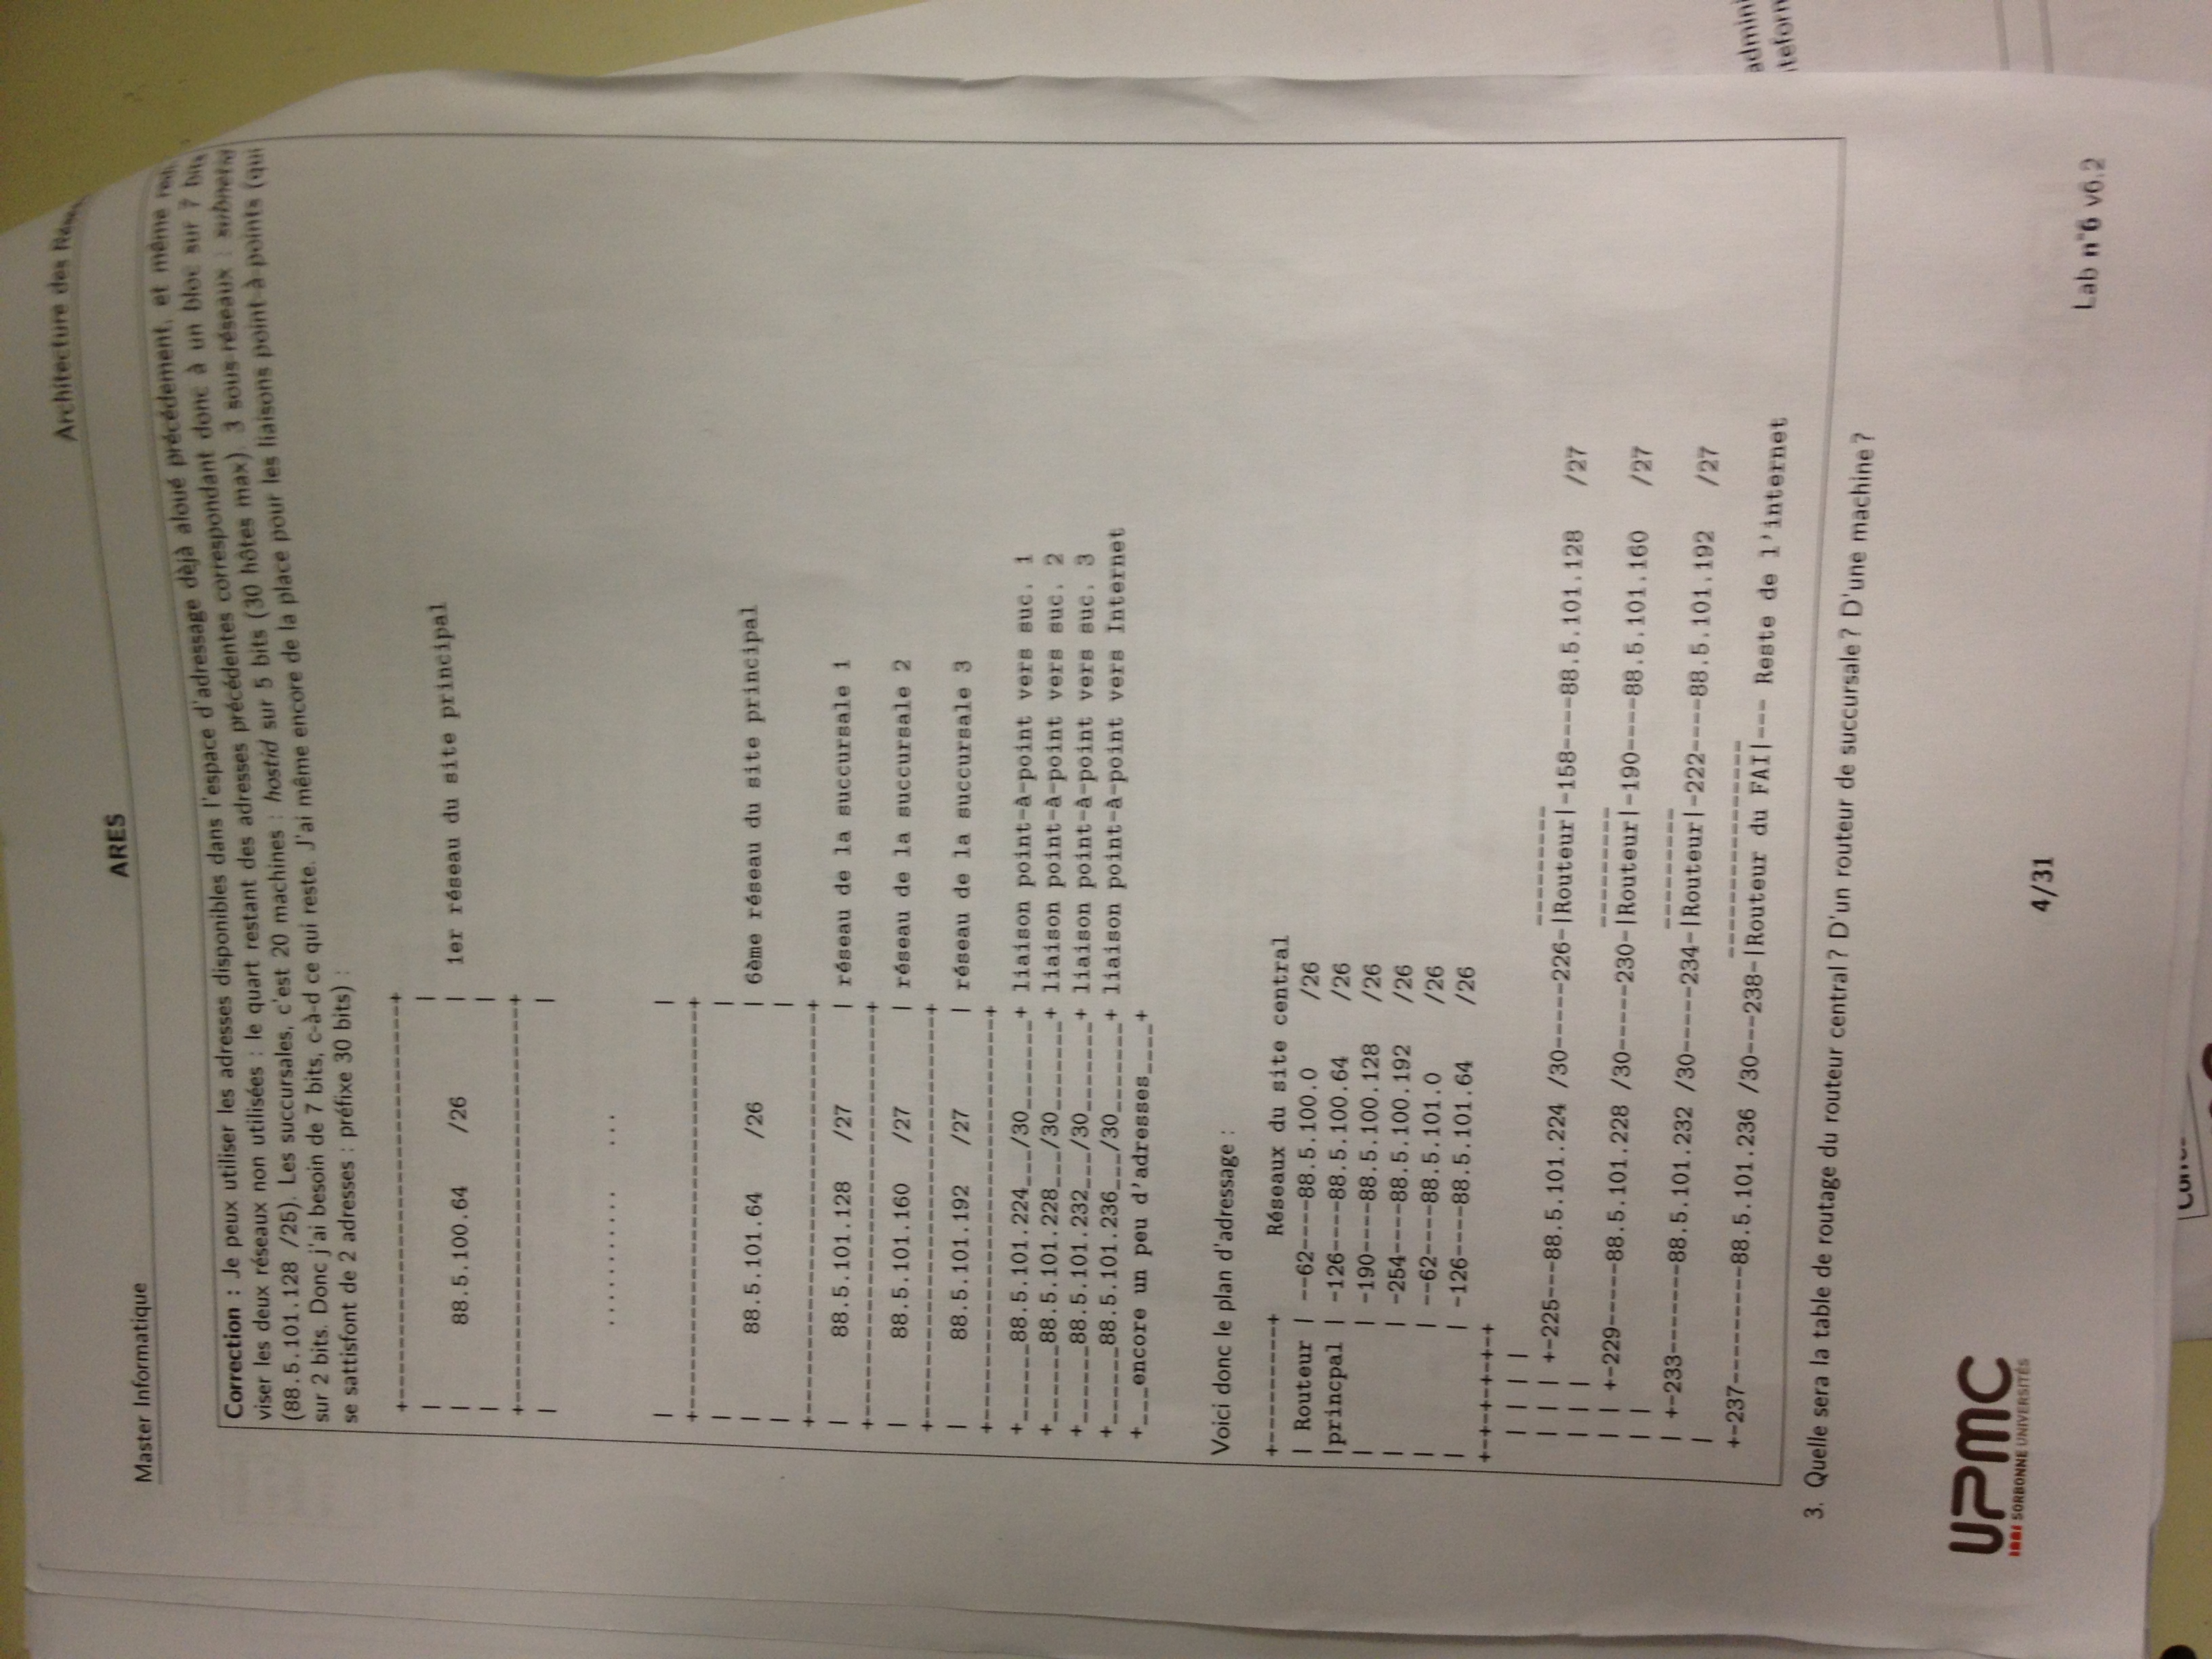 Architecture des
ARES
Master Informatique
Correction : Je peux utiliser les adresses disponibles dans l'espace d'adressage dèjà aloué précédement, et même
viser les deux réseaux non utilisées : le quart restant des adresses précédentes correspondant donc à un bloc sur 7 bits
(88.5.101.128 /25). Les succursales, c'est 20 machines : hostid sur 5 bits (30 hôtes max). 3 sous-réseaux :
sur 2 bits. Donc j'ai besoin de 7 bits, c-à-d ce qui reste. J'ai même encore de la place pour les liaisons point-à-points (qui
se sattisfont de 2 adresses : préfixe 30 bits) :
+-------------------------------+
| |
| 88.5.100.64 /26 | 1er réseau du site principal
| |
+-------------------------------+
| |
........... ...
| |
+-------------------------------+
| |
| 88.5.101.64 /26 | 6ème réseau du site principal
| |
+-------------------------------+
| 88.5.101.128 /27 | réseau de la succursale 1
+-------------------------------+
| 88.5.101.160 /27 | réseau de la succursale 2
+-------------------------------+
| 88.5.101.192 /27 | réseau de la succursale 3
+-------------------------------+
+______88.5.101.224___/30_______+ liaison point-à-point vers suc. 1
+______88.5.101.228___/30_______+ liaison point-à-point vers suc. 2
+______88.5.101.232___/30_______+ liaison point-à-point vers suc. 3
+______88.5.101.236___/30_______+ liaison point-à-point vers Internet
+___encore un peu d'adresses____+
Voici donc le plan d'adressage :
+---------+ Réseaux du site central
| Routeur | --62----88.5.100.0 /26
|princpal | -126----88.5.100.64 /26
| | -190----88.5.100.128 /26
| | -254----88.5.100.192 /26
| | --62----88.5.101.0 /26
| | -126----88.5.101.64 /26
+-+-+-+-+-+
| | | |
| | | +-225---88.5.101.224 /30-----226-|Routeur|-158----88.5.101.128 /27
| | |
| | +-229-----88.5.101.228 /30-----230-|Routeur|-190----88.5.101.160 /27
| |
| +-233-------88.5.101.232 /30-----234-|Routeur|-222----88.5.101.192 /27
|
+-237---------88.5.101.236 /30---238-|Routeur du FAI|--- Reste de l'internet
3. Quelle sera la table de routage du routeur central ? D'un routeur de succursale ? D'une machine ?
UPMC
SORBONNE UNIVERSITÉS
4/31
Lab n°6 v6.2